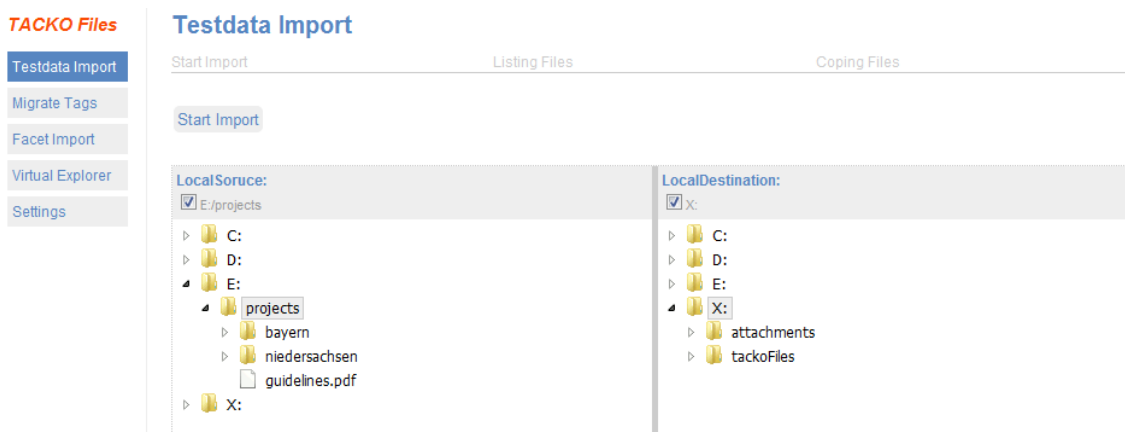 TACKO Files
Testdata Import
Migrate Tags
Facet Import
Virtual Explorer
Settings
Testdata Import
Start Import Listing Files Coping Files
Start Import
LocalSoruce:
E:/projects
C:
D:
E:
projects
bayern
niedersachsen
guidelines.pdf
X:
LocalDestination:
X:
C:
D:
E:
X:
attachments
tackoFiles